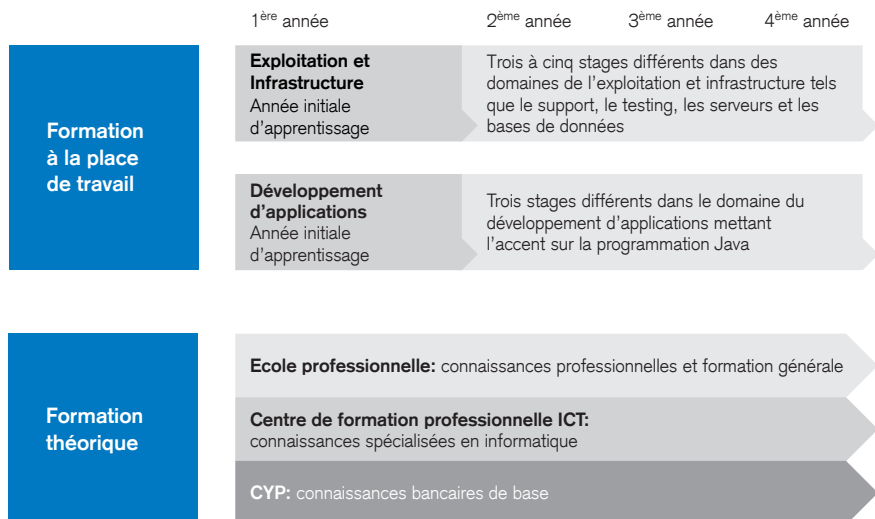 1ère année 2ème année 3ème année 4ème année
Formation
à la place
de travail
Exploitation et
Infrastructure
Année initiale
d’apprentissage
Trois à cinq stages différents dans des
domaines de l’exploitation et infrastructure tels
que le support, le testing, les serveurs et les
bases de données
Développement
d’applications
Année initiale
d’apprentissage
Trois stages différents dans le domaine du
développement d’applications mettant
l’accent sur la programmation Java
Formation
théorique
Ecole professionnelle: connaissances professionnelles et formation générale
Centre de formation professionnelle ICT:
connaissances spécialisées en informatique
CYP: connaissances bancaires de base